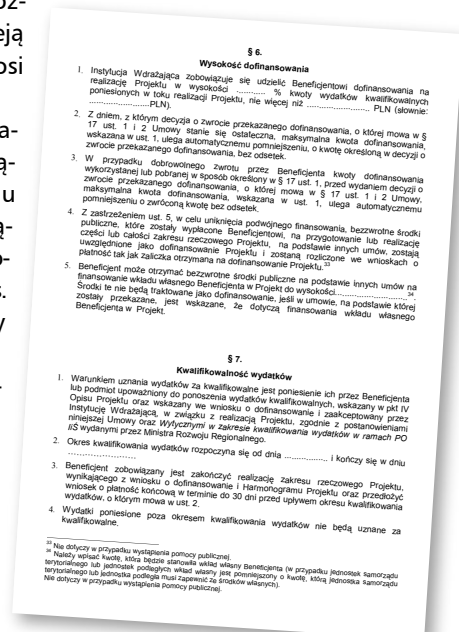 oz-
eją
osi
a-
ą-
u
ą-
o-
s.
y
.
§ 6.
Wysokość dofinansowania
1. Instytucja Wdrażająca zobowiązuje się udzielić Beneficjentowi dofinansowania na
realizację Projektu w wysokości ........... % kwoty wydatków kwalifikowanych
poniesionych w toku realizacji Projektu, nie więcej niż ..................... PLN (słownie:
.......................PLN).
2. Z dniem, z którym decyzja o zwrocie przekazanego dofinansowania, o której mowa w §
17 ust. 1 i 2 Umowy stanie się ostateczna, maksymalna kwota dofinansowania,
wskazana w ust. 1, ulega automatycznemu pomniejszeniu, o kwotę określoną w decyzji o
zwrocie przekazanego dofinansowania, bez odsetek.
3. W przypadku dobrowolnego zwrotu przez Beneficjenta kwoty dofinansowania
wykorzystanej lub pobranej w sposób określony w § 17 ust. 1, przed wydaniem decyzji o
zwrocie przekazanego dofinansowania, o której mowa w § 17 ust. 1 i 2 Umowy,
maksymalna kwota dofinansowania, wskazana w ust. 1, ulega automatycznemu
pomniejszeniu o zwróconą kwotę bez odsetek.
4. Z zastrzeżeniem ust. 5, w celu uniknięcia podwójnego finansowania, bezzwrotne środki
publiczne, które zostały wypłacone Beneficjentowi, na przygotowanie lub realizację
części lub całości zakresu rzeczowego Projektu, na podstawie innych umów, zostają
uwzględnione jako dofinansowanie Projektu i zostaną rozliczone we wnioskach o
płatność tak jak zaliczka otrzymana na dofinansowanie Projektu.33
5. Beneficjent może otrzymać bezzwrotne środki publiczne na podstawie innych umów na
finansowanie wkładu własnego Beneficjenta w Projekt do wysokości..........................34.
Środki te nie będą traktowane jako dofinansowanie, jeśli w umowie, na podstawie której
zostały przekazane, jest wskazane, że dotyczą finansowania wkładu własnego
Beneficjenta w Projekt.
§ 7.
Kwalifikowalność wydatków
1. Warunkiem uznania wydatków za kwalifikowalne jest poniesienie ich przez Beneficjenta
lub podmiot upoważniony do ponoszenia wydatków kwalifikowalnych, wskazany w pkt IV
Opisu Projektu oraz wskazany we wniosku o dofinansowanie i zaakceptowany przez
Instytucję Wdrażającą, w związku z realizacją Projektu, zgodnie z postanowieniami
niniejszej Umowy oraz Wytycznymi w zakresie kwalifikowania wydatków w ramach PO
IiŚ wydanymi przez Ministra Rozwoju Regionalnego.
2. Okres kwalifikowania wydatków rozpoczyna się od dnia ................ i kończy się w dniu
.........................
3. Beneficjent zobowiązany jest zakończyć realizację zakresu rzeczowego Projektu,
wynikającego z wniosku o dofinansowanie i Harmonogramu Projektu oraz przedłożyć
wniosek o płatność końcową w terminie do 30 dni przed upływem okresu kwalifikowania
wydatków, o którym mowa w ust. 2.
4. Wydatki poniesione poza okresem kwalifikowania wydatków nie będą uznane za
kwalifikowalne.
33 Nie dotyczy w przypadku wystąpienia pomocy publicznej.
34 Należy wpisać kwotę, która będzie stanowiła wkład własny Beneficjenta (w przypadku jednostek samorządu
terytorialnego lub jednostek podległych wkład własny jest pomniejszony o kwotę, którą jednostka samorządu
terytorialnego lub jednostka podległa musi zapewnić ze środków własnych).
Nie dotyczy w przypadku wystąpienia pomocy publicznej.